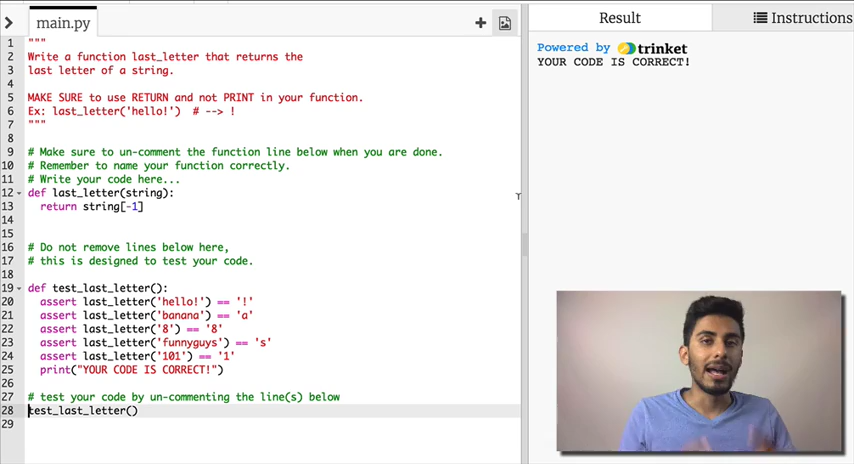 main.py
Result
Instructions
1 """
2 Write a function last_letter that returns the
3 last letter of a string.
4
5 MAKE SURE to use RETURN and not PRINT in your function.
6 Ex: last_letter('hello!')  # --> !
7 """
8
9 # Make sure to un-comment the function line below when you are done.
10 # Remember to name your function correctly.
11 # Write your code here...
12 def last_letter(string):
13   return string[-1]
14
15
16 # Do not remove lines below here,
17 # this is designed to test your code.
18
19 def test_last_letter():
20   assert last_letter('hello!') == '!'
21   assert last_letter('banana') == 'a'
22   assert last_letter('8') == '8'
23   assert last_letter('funnyguys') == 's'
24   assert last_letter('101') == '1'
25   print("YOUR CODE IS CORRECT!")
26
27 # test your code by un-commenting the line(s) below
28 test_last_letter()
29
Powered by trinket
YOUR CODE IS CORRECT!